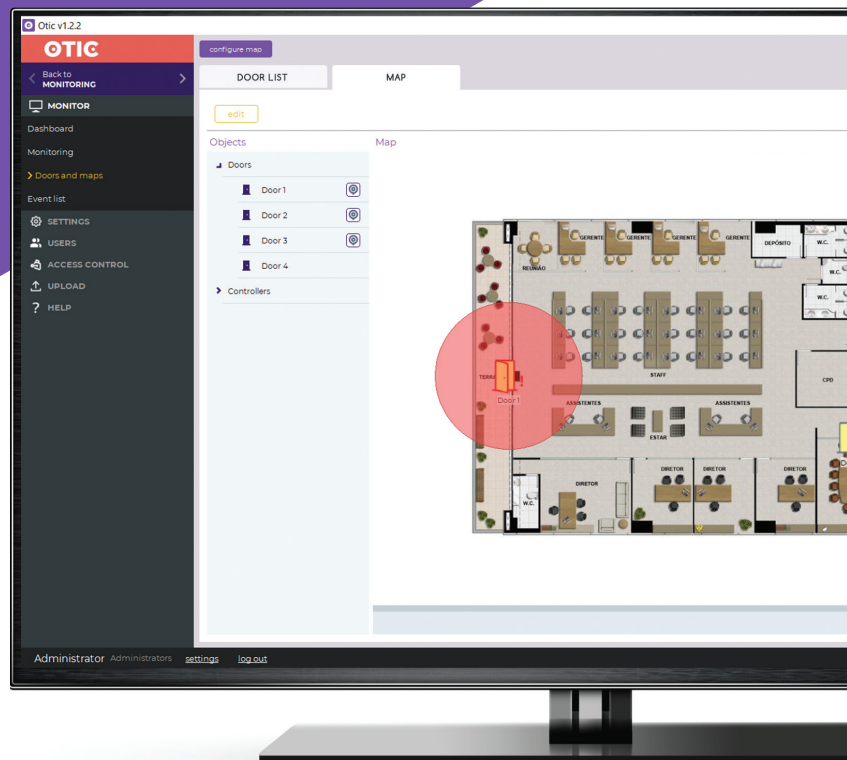 Otic v1.2.2
OTIC
configure map
Back to
MONITORING
DOOR LIST
MAP
MONITOR
edit
Dashboard
Objects
Map
Monitoring
Doors
Doors and maps
Door 1
Event list
Door 2
SETTINGS
Door 3
USERS
Door 4
ACCESS CONTROL
Controllers
UPLOAD
HELP
GERENTE
GERENTE
GERENTE
GERENTE
DEPÓSITO
W.C.
REUNIÃO
W.C.
W.C.
STAFF
CPD
Door 1
ASSISTENTES
ASSISTENTES
ESTAR
DIRETOR
DIRETOR
DIRETOR
DIRETOR
W.C.
Administrator Administrators settings log out